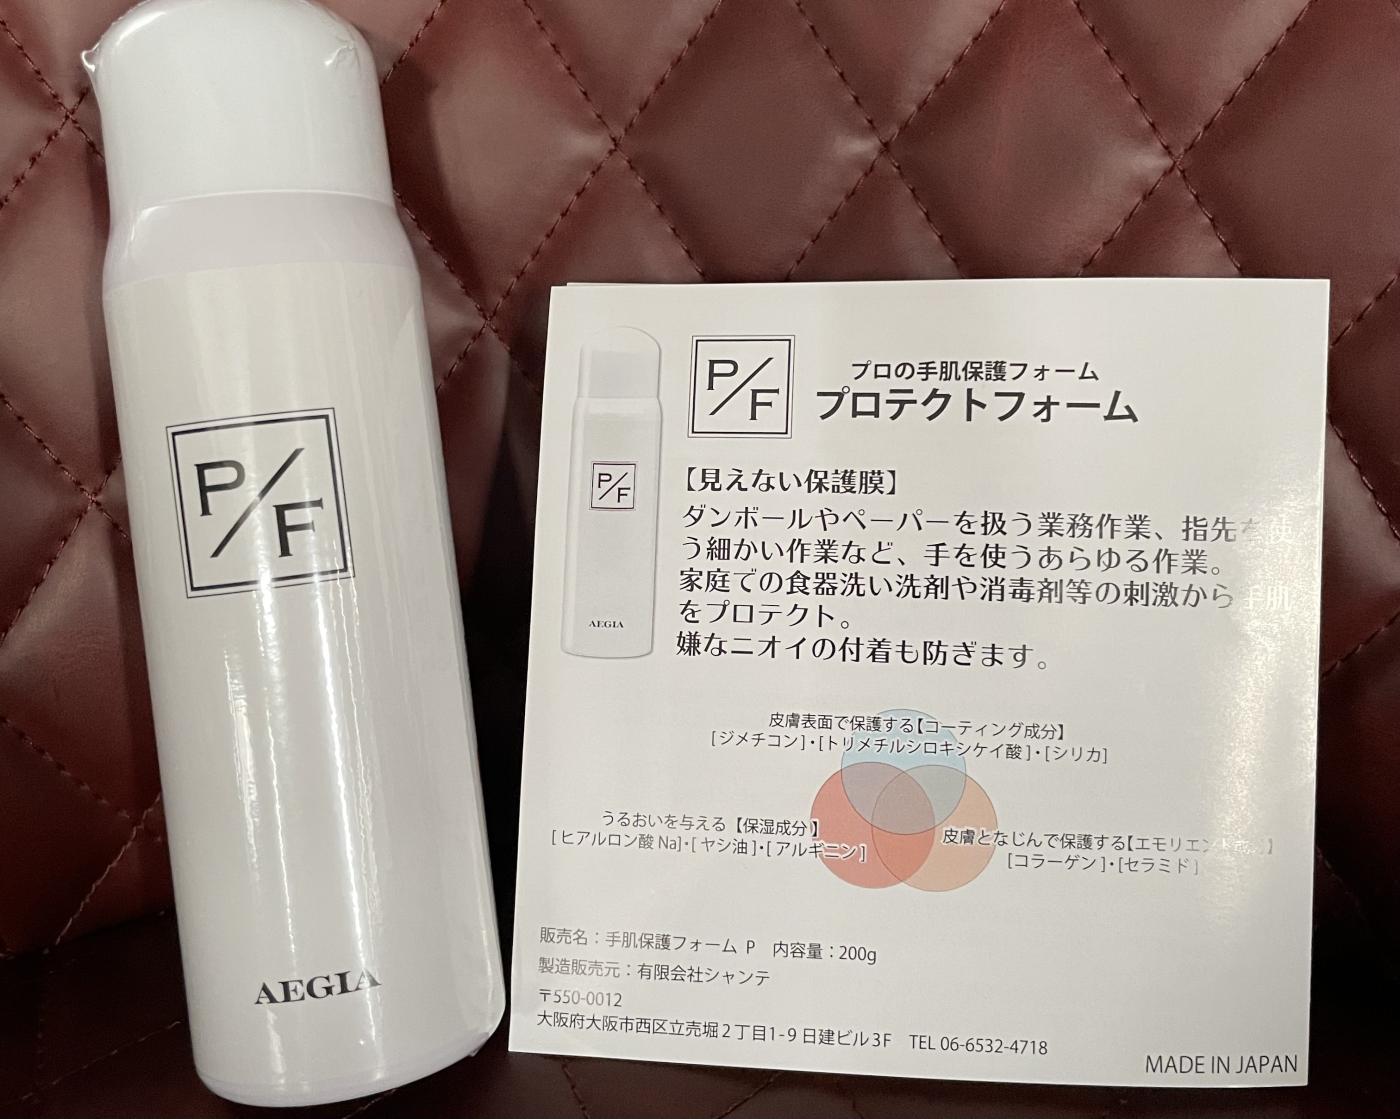 P/F
AEGIA
P/F
AEGIA
P/F
プロの手肌保護フォーム
プロテクトフォーム
【見えない保護膜】
ダンボールやペーパーを扱う業務作業、指先を使
う細かい作業など、手を使うあらゆる作業。
家庭での食器洗い洗剤や消毒剤等の刺激から手肌
をプロテクト。
嫌なニオイの付着も防ぎます。
皮膚表面で保護する【コーティング成分】
[ジメチコン]・[トリメチルシロキシケイ酸]・[シリカ]
うるおいを与える【保湿成分】
[ヒアルロン酸 Na]・[ヤシ油]・[アルギニン]
皮膚となじんで保護する【エモリエント成分】
[コラーゲン]・[セラミド]
販売名：手肌保護フォーム P 内容量：200g
製造販売元：有限会社シャンテ
〒550-0012
大阪府大阪市西区立売堀2丁目1-9 日建ビル3F TEL 06-6532-4718
MADE IN JAPAN